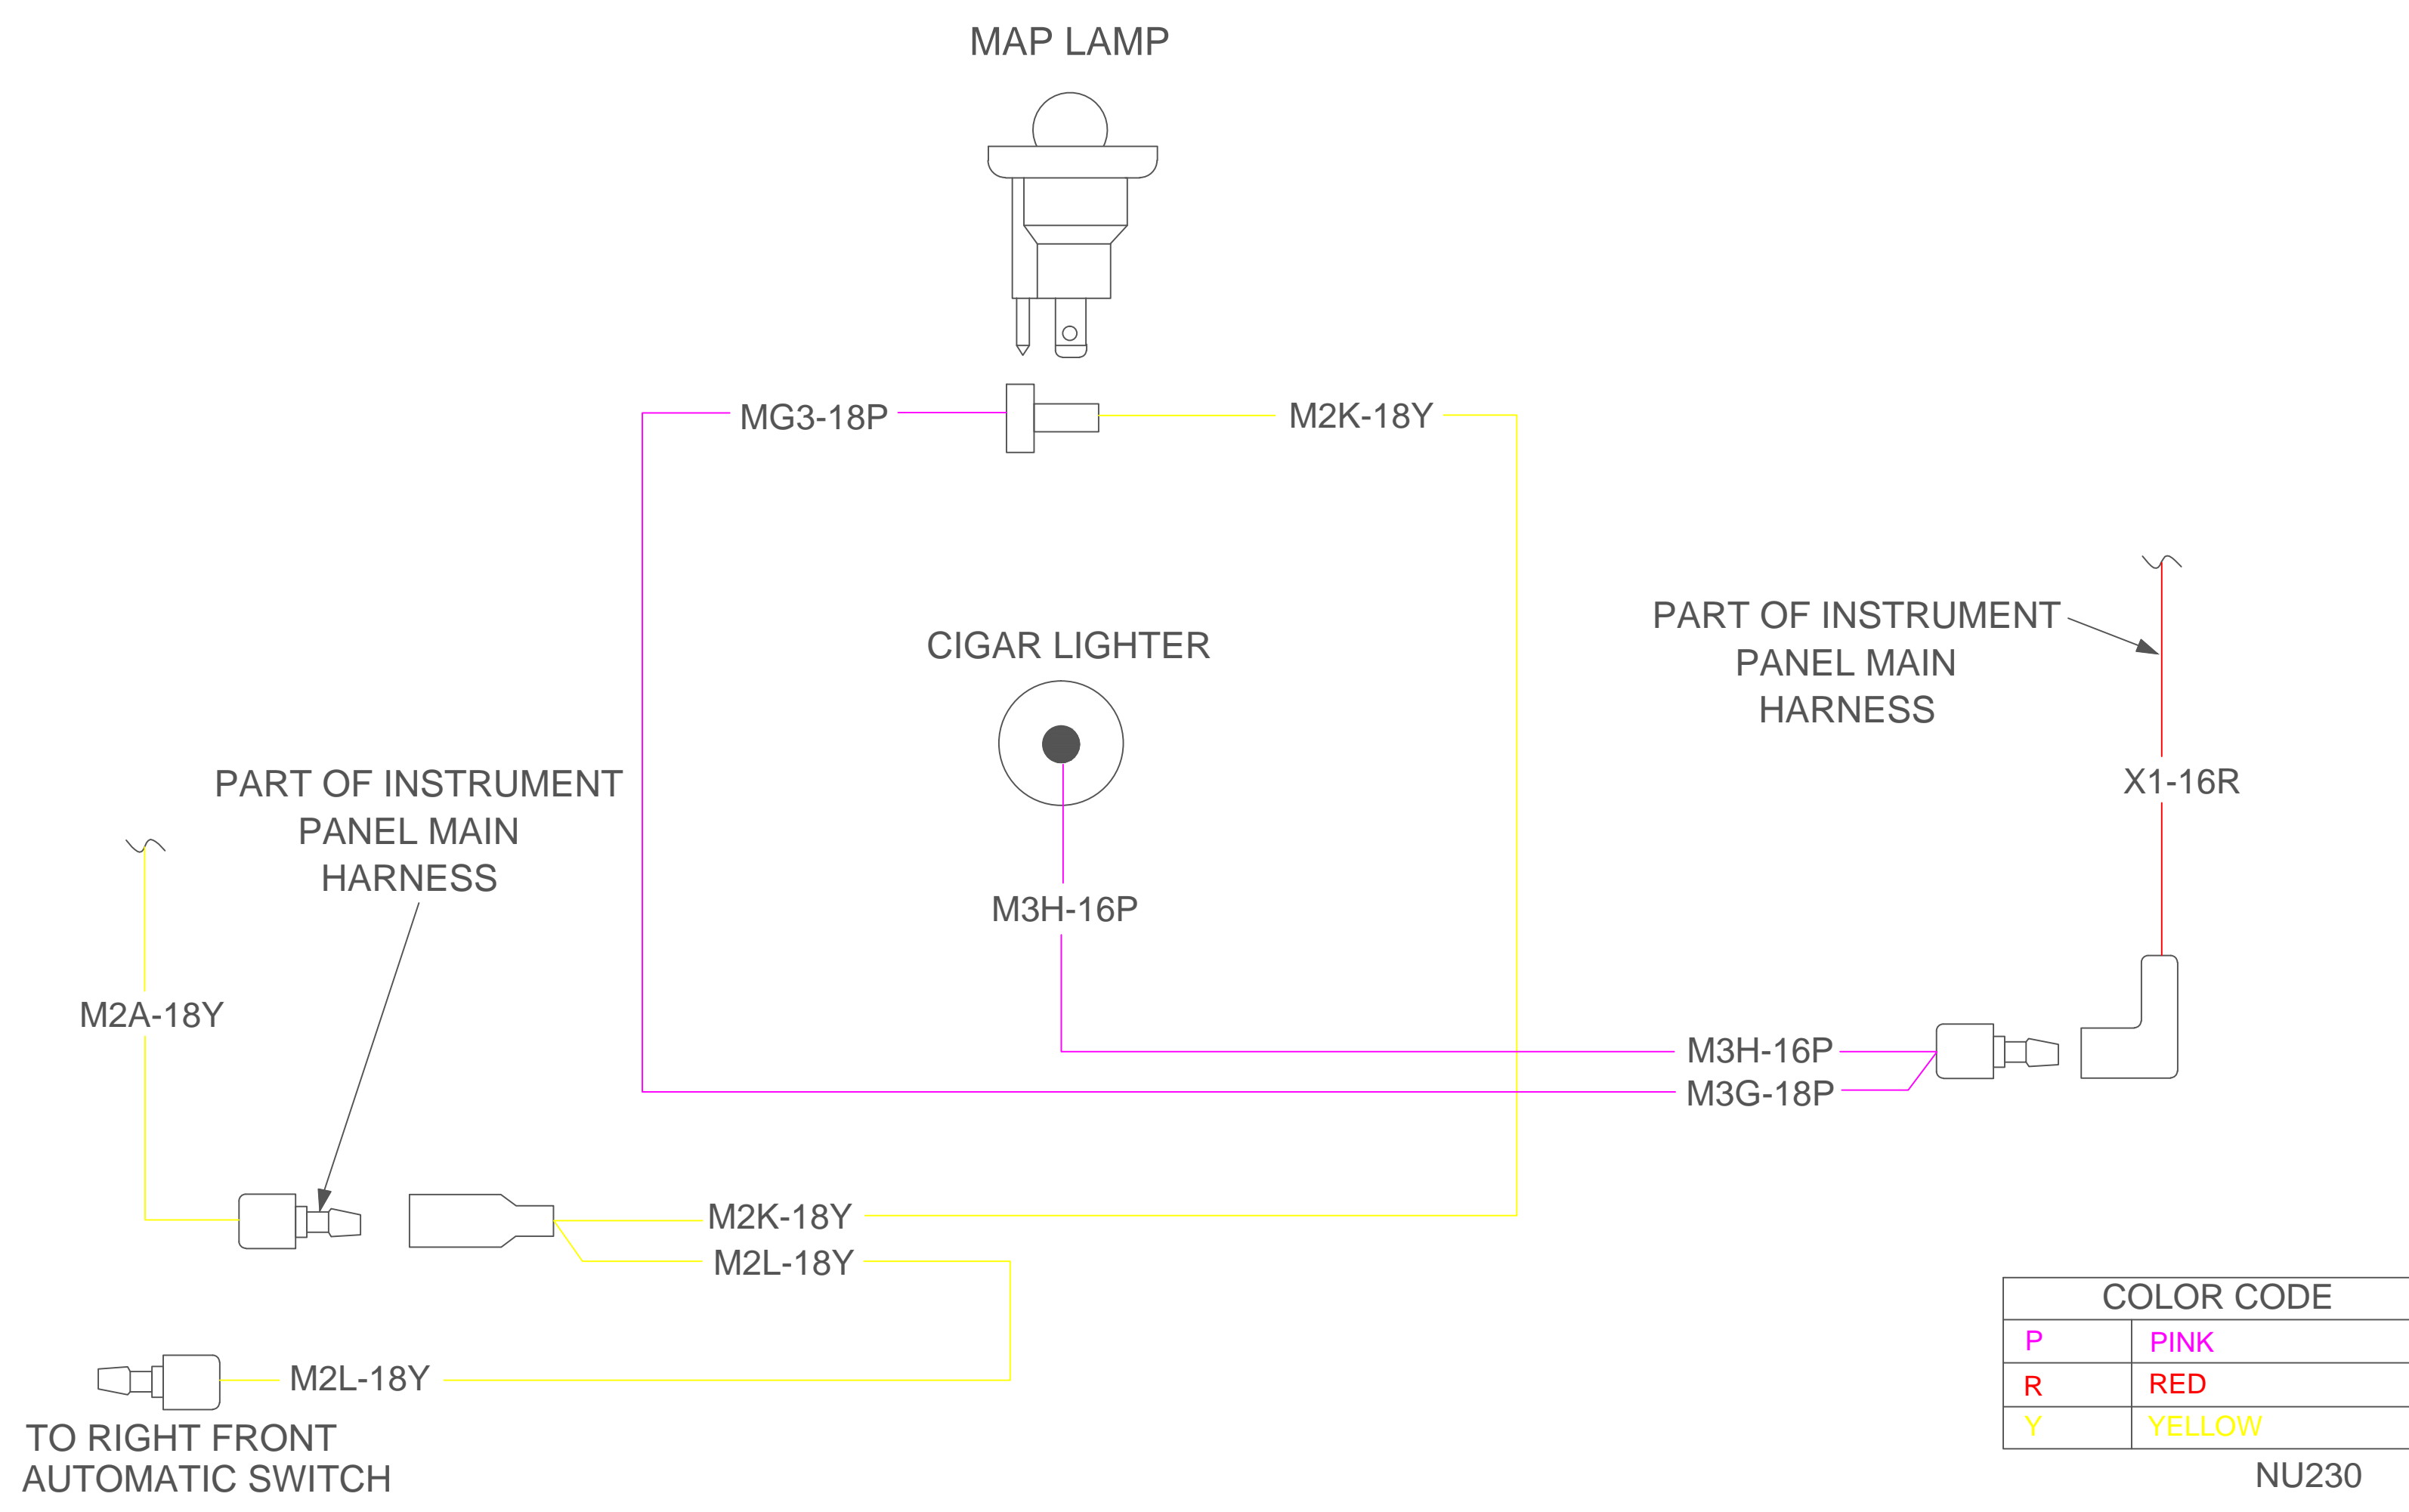 MAP LAMP
MG3-18P
M2K-18Y
CIGAR LIGHTER
PART OF INSTRUMENT
PANEL MAIN
HARNESS
X1-16R
PART OF INSTRUMENT
PANEL MAIN
HARNESS
M3H-16P
M2A-18Y
M3H-16P
M3G-18P
M2K-18Y
M2L-18Y
M2L-18Y
TO RIGHT FRONT
AUTOMATIC SWITCH
COLOR CODE
P PINK
R RED
Y YELLOW
NU230